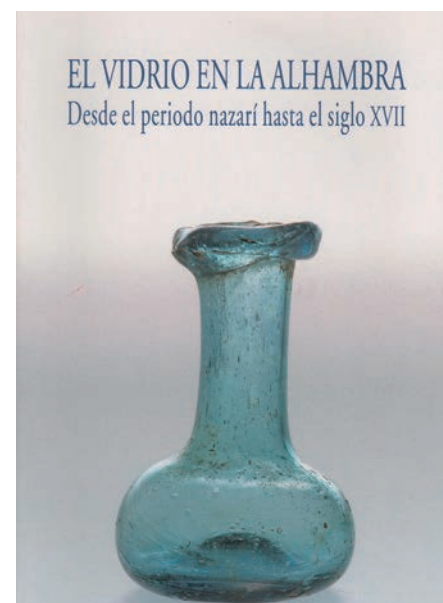 EL VIDRIO EN LA ALHAMBRA
Desde el periodo nazarí hasta el siglo XVII